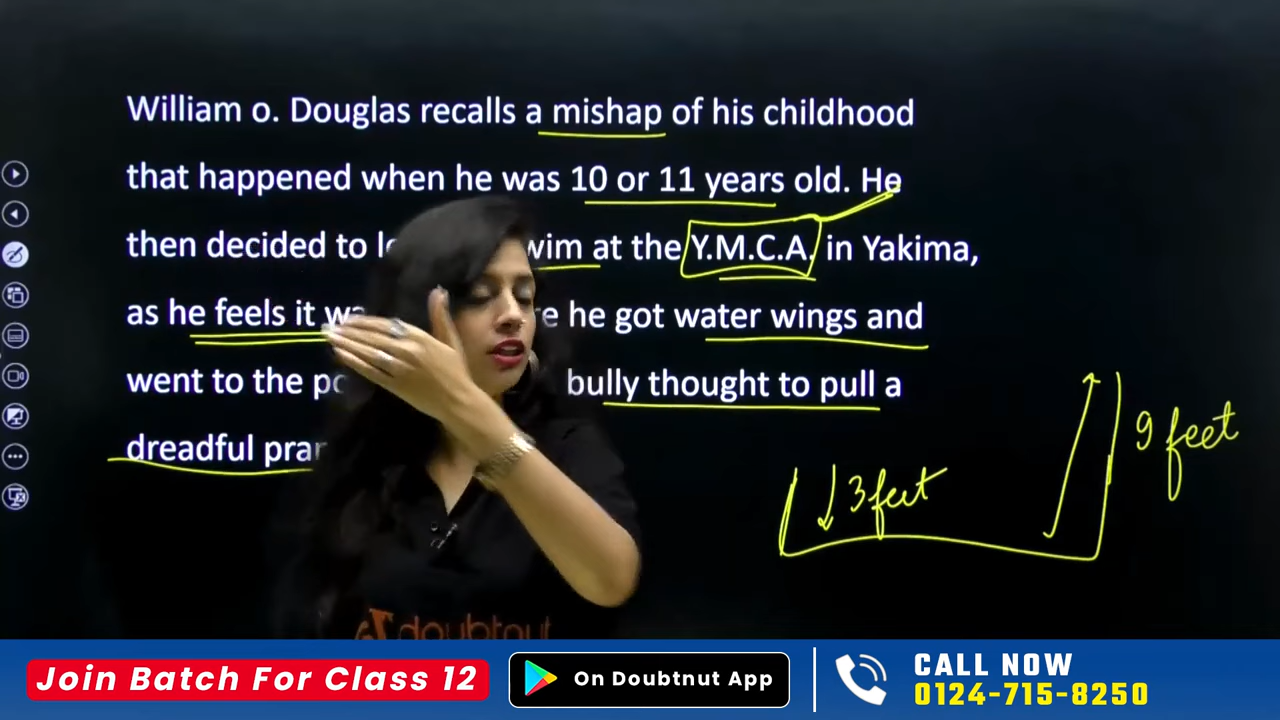 William o. Douglas recalls a mishap of his childhood
that happened when he was 10 or 11 years old. He
then decided to at the Y.M.C.A. in Yakima,
as he feels it he got water wings and
went to the bully thought to pull a
dreadful
3 feet
9 feet
doubtnut
Join Batch For Class 12
On Doubtnut App
CALL NOW
0124-715-8250